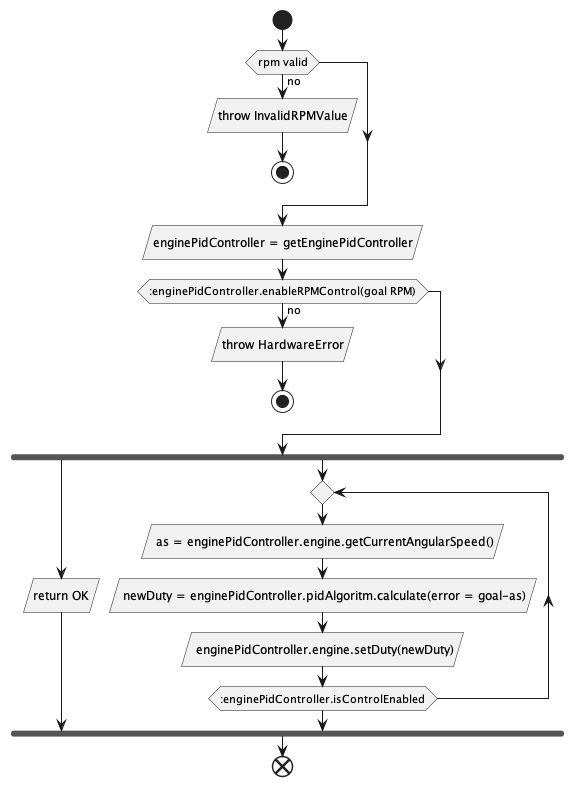 rpm valid
no
throw InvalidRPMValue
enginePidController = getEnginePidController
:enginePidController.enableRPMControl(goal RPM)
no
throw HardwareError
as = enginePidController.engine.getCurrentAngularSpeed()
return OK
newDuty = enginePidController.pidAlgoritm.calculate(error = goal-as)
enginePidController.engine.setDuty(newDuty)
:enginePidController.isControlEnabled